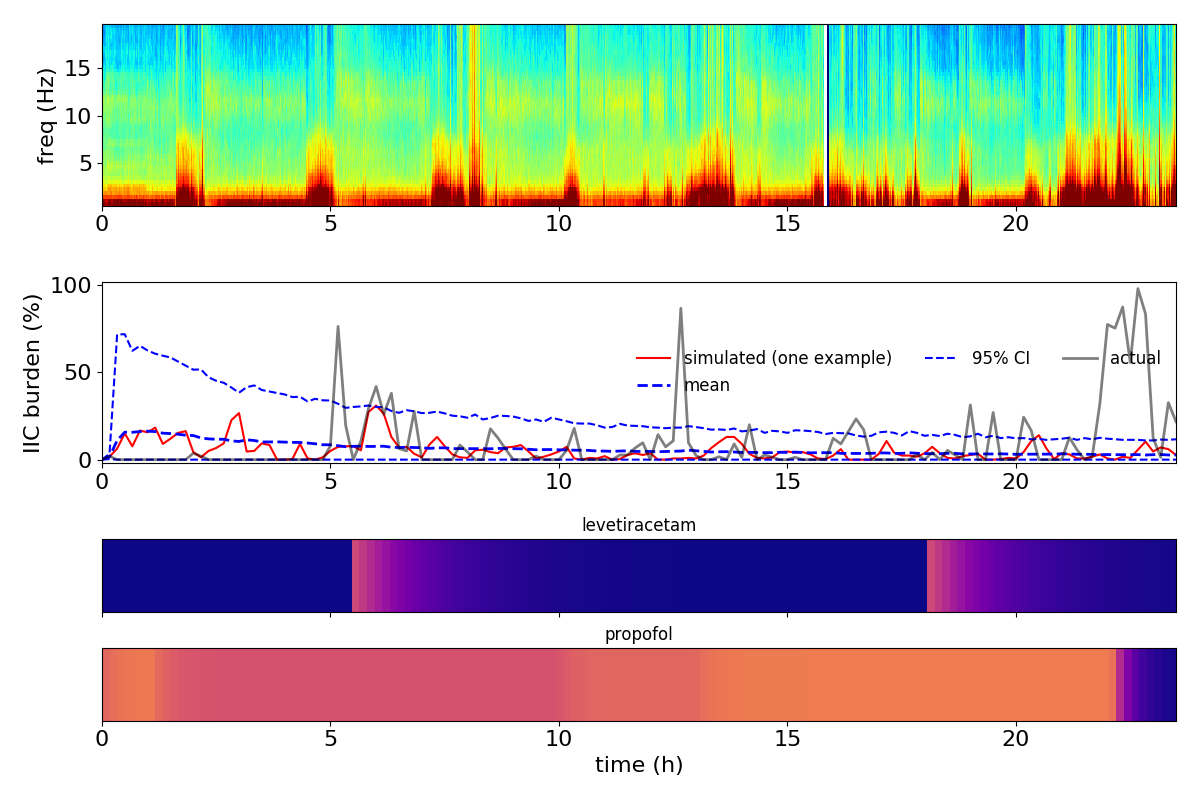 15
10
5
freq (Hz)
0 5 10 15 20
100
50
0
IIC burden (%)
simulated (one example) 95% CI actual
mean
0 5 10 15 20
levetiracetam
propofol
0 5 10 15 20
time (h)